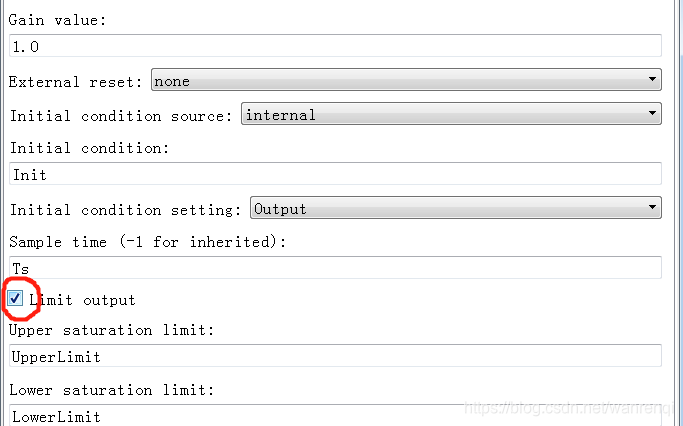 Gain value:
1.0
External reset: none
Initial condition source: internal
Initial condition:
Init
Initial condition setting: Output
Sample time (-1 for inherited):
Ts
Limit output
Upper saturation limit:
UpperLimit
Lower saturation limit:
LowerLimit
https://blog.csdn.net/wanrenqi